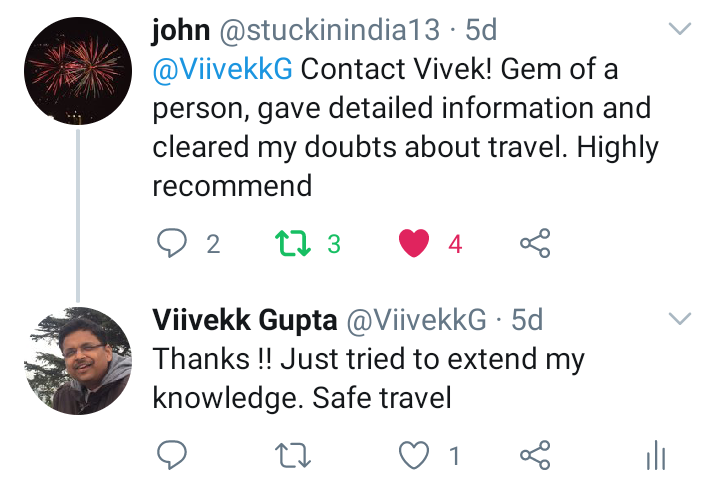 john @stuckinindia13 · 5d
@ViivekkG Contact Vivek! Gem of a
person, gave detailed information and
cleared my doubts about travel. Highly
recommend
2 3 4
Viivekk Gupta @ViivekkG · 5d
Thanks !! Just tried to extend my
knowledge. Safe travel
1